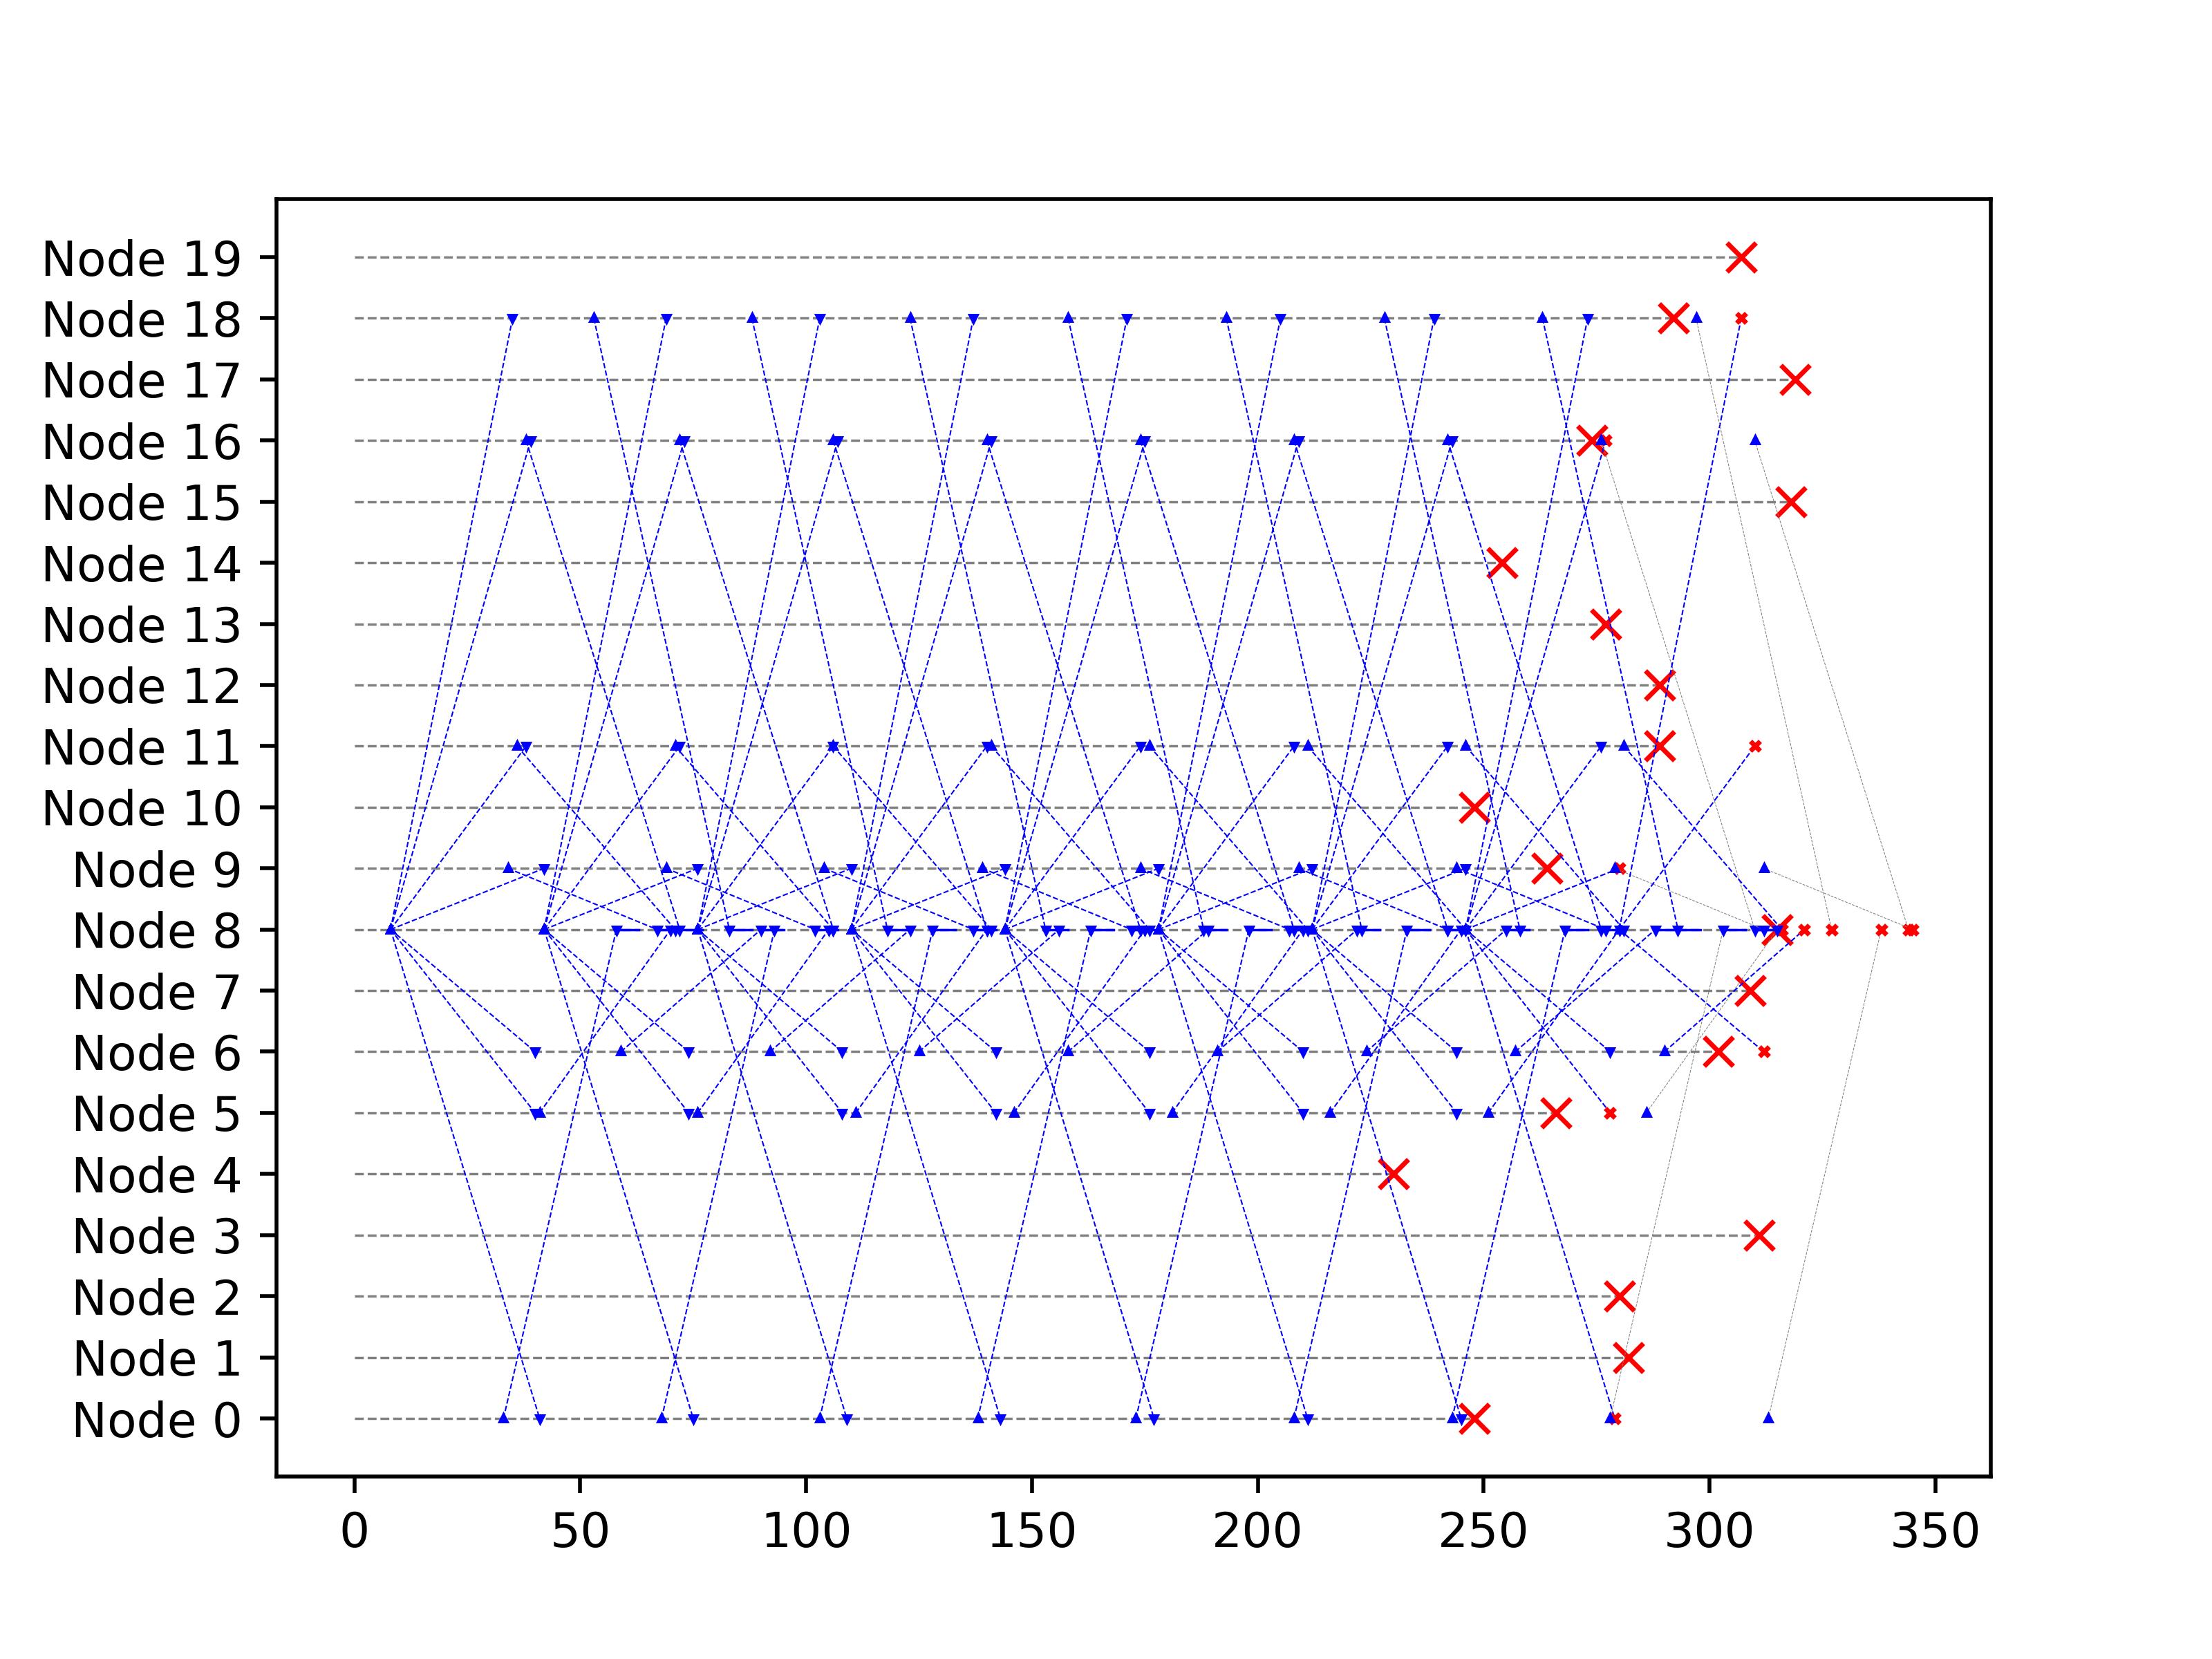 Node 19
Node 18
Node 17
Node 16
Node 15
Node 14
Node 13
Node 12
Node 11
Node 10
Node 9
Node 8
Node 7
Node 6
Node 5
Node 4
Node 3
Node 2
Node 1
Node 0
0 50 100 150 200 250 300 350